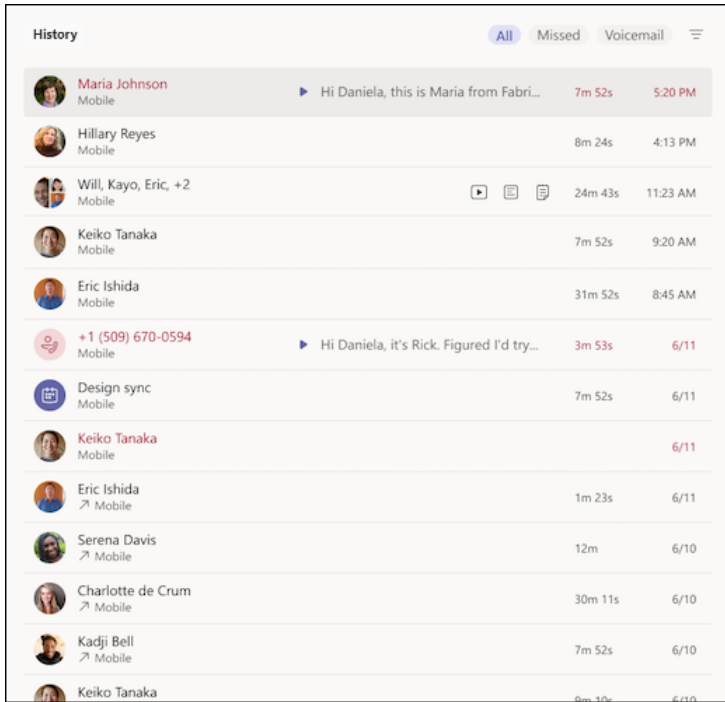 History
All
Missed
Voicemail
Maria Johnson
Mobile
Hi Daniela, this is Maria from Fabri...
7m 52s
5:20 PM
Hillary Reyes
Mobile
8m 24s
4:13 PM
Will, Kayo, Eric, +2
Mobile
24m 43s
11:23 AM
Keiko Tanaka
Mobile
7m 52s
9:20 AM
Eric Ishida
Mobile
31m 52s
8:45 AM
+1 (509) 670-0594
Mobile
Hi Daniela, it's Rick. Figured I'd try...
3m 53s
6/11
Design sync
Mobile
7m 52s
6/11
Keiko Tanaka
Mobile
6/11
Eric Ishida
Mobile
1m 23s
6/11
Serena Davis
Mobile
12m
6/10
Charlotte de Crum
Mobile
30m 11s
6/10
Kadji Bell
Mobile
7m 52s
6/10
Keiko Tanaka
9m 10s
6/10